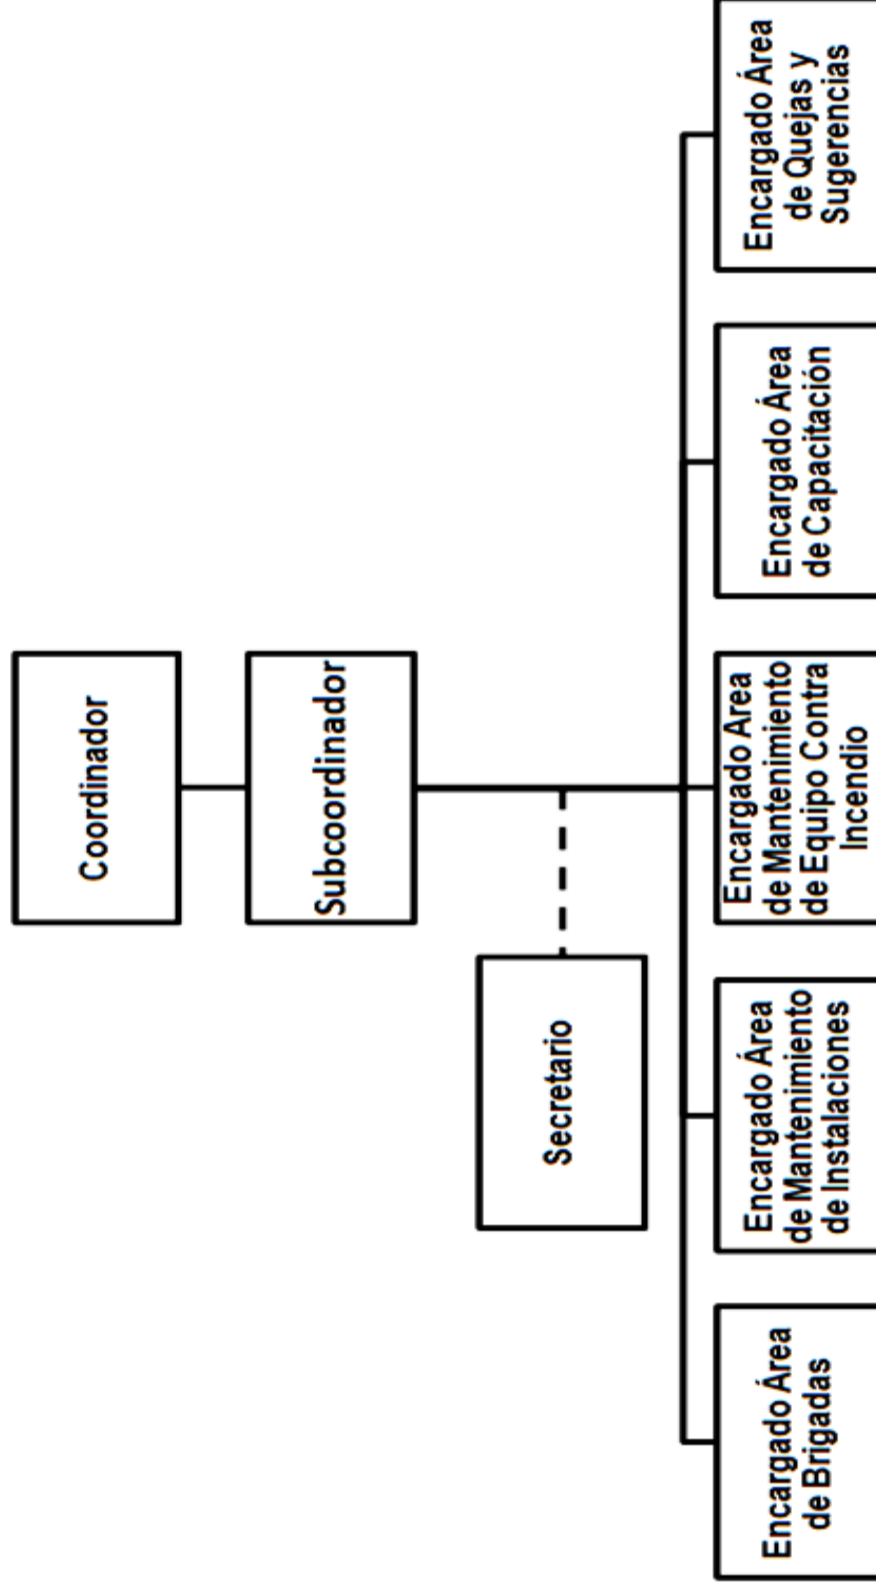 Coordinador
Subcoordinador
Secretario
Encargado Área
de Brigadas
Encargado Área
de Mantenimiento
de Instalaciones
Encargado Area
de Mantenimiento
de Equipo Contra
Incendio
Encargado Área
de Capacitación
Encargado Área
de Quejas y
Sugerencias